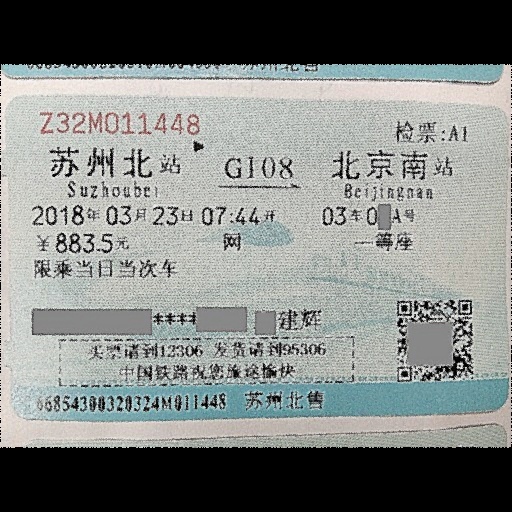 Z32M011448
检票:A1
苏州北站 G108 北京南站
Suzhoubei Beijingnan
2018年03月23日07:44开 03车0 A号
¥883.5元 网 一等座
限乘当日当次车
**** 建辉
买票请到12306 发货请到95306
中国铁路祝您旅途愉快
66854300320324M011448 苏州北售